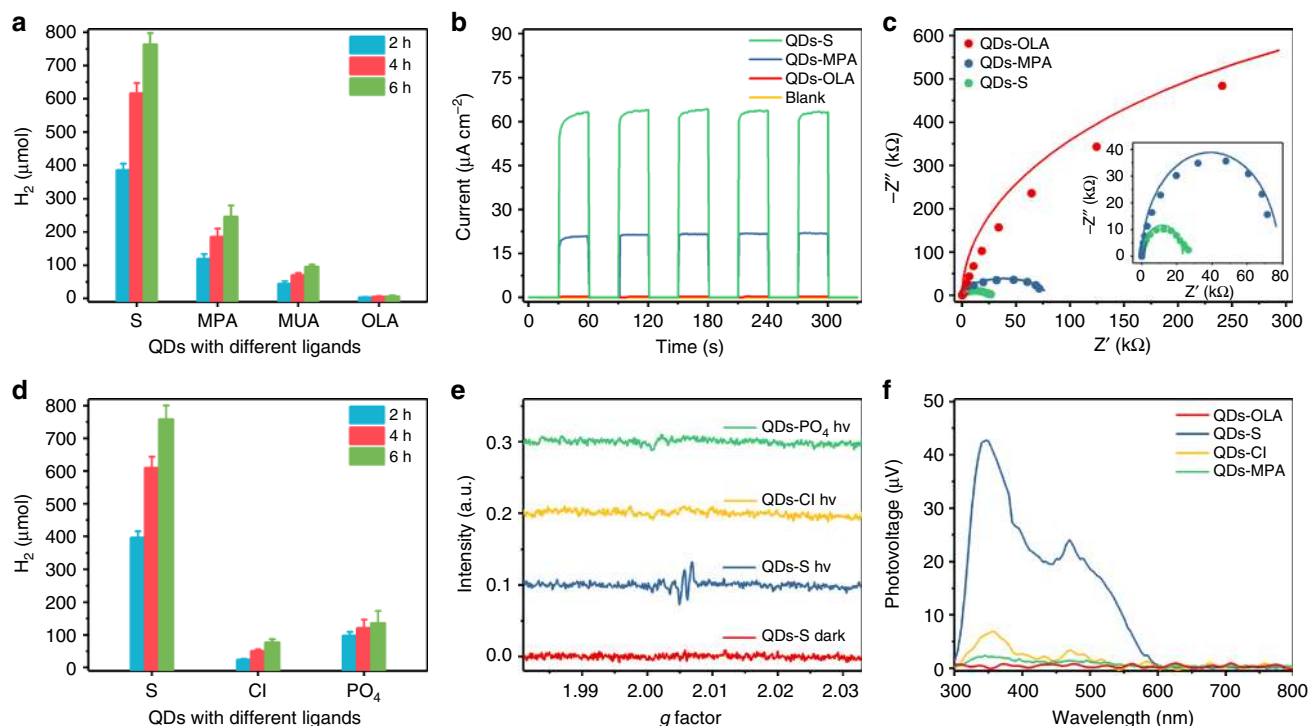 a
800
700
600
500
400
300
200
100
0
H₂ (μmol)
2 h
4 h
6 h
S MPA MUA OLA
QDs with different ligands
b
90
75
60
45
30
15
0
Current (μA cm⁻²)
QDs-S
QDs-MPA
QDs-OLA
Blank
0 60 120 180 240 300
Time (s)
c
600
500
400
300
200
100
0
−Z″ (kΩ)
QDs-OLA
QDs-MPA
QDs-S
40
30
20
10
0
−Z″ (kΩ)
0 20 40 60 80
Z′ (kΩ)
0 50 100 150 200 250 300
Z′ (kΩ)
d
800
700
600
500
400
300
200
100
0
H₂ (μmol)
2 h
4 h
6 h
S Cl PO₄
QDs with different ligands
e
0.3
0.2
0.1
0.0
Intensity (a.u.)
QDs-PO₄ hv
QDs-Cl hv
QDs-S hv
QDs-S dark
1.99 2.00 2.01 2.02 2.03
g factor
f
50
40
30
20
10
0
Photovoltage (μV)
QDs-OLA
QDs-S
QDs-Cl
QDs-MPA
300 400 500 600 700 800
Wavelength (nm)